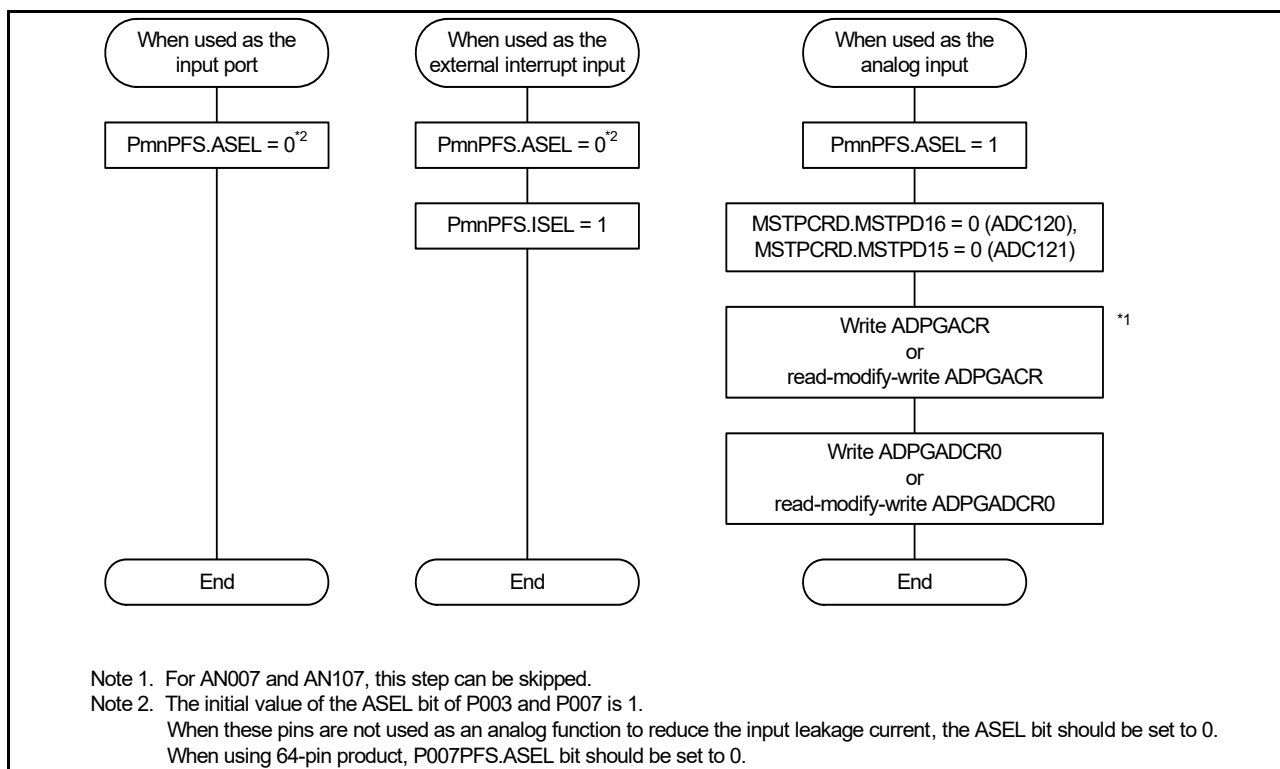 When used as the
input port
PmnPFS.ASEL = 0*2
End
When used as the
external interrupt input
PmnPFS.ASEL = 0*2
PmnPFS.ISEL = 1
End
When used as the
analog input
PmnPFS.ASEL = 1
MSTPCRD.MSTPD16 = 0 (ADC120),
MSTPCRD.MSTPD15 = 0 (ADC121)
Write ADPGACR
or
read-modify-write ADPGACR
*1
Write ADPGADCR0
or
read-modify-write ADPGADCR0
End
Note 1. For AN007 and AN107, this step can be skipped.
Note 2. The initial value of the ASEL bit of P003 and P007 is 1.
When these pins are not used as an analog function to reduce the input leakage current, the ASEL bit should be set to 0.
When using 64-pin product, P007PFS.ASEL bit should be set to 0.